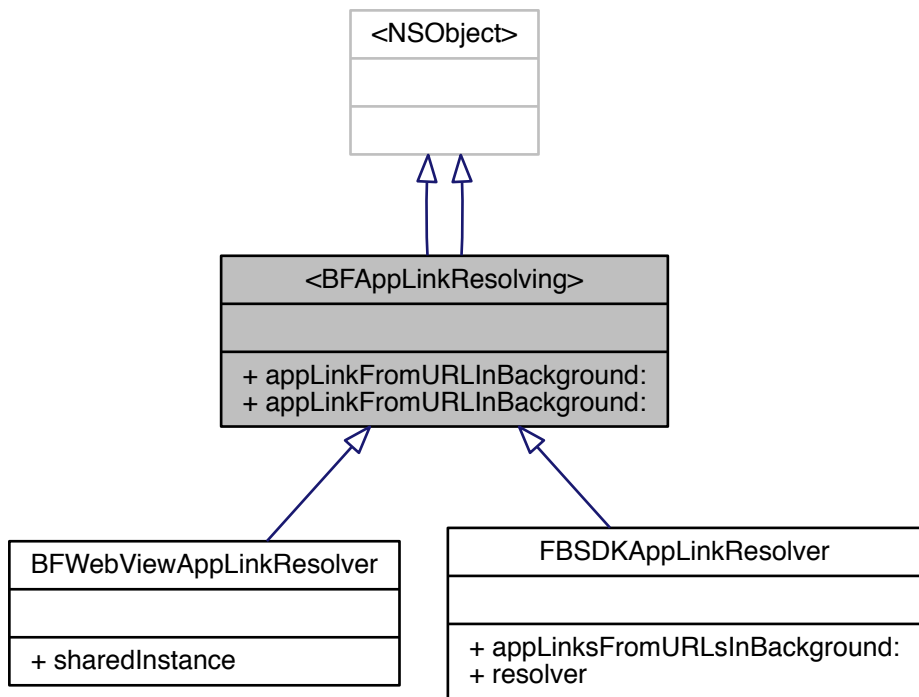 <NSObject>
<BFAppLinkResolving>
+ appLinkFromURLInBackground:
+ appLinkFromURLInBackground:
BFWebViewAppLinkResolver
+ sharedInstance
FBSDKAppLinkResolver
+ appLinksFromURLsInBackground:
+ resolver